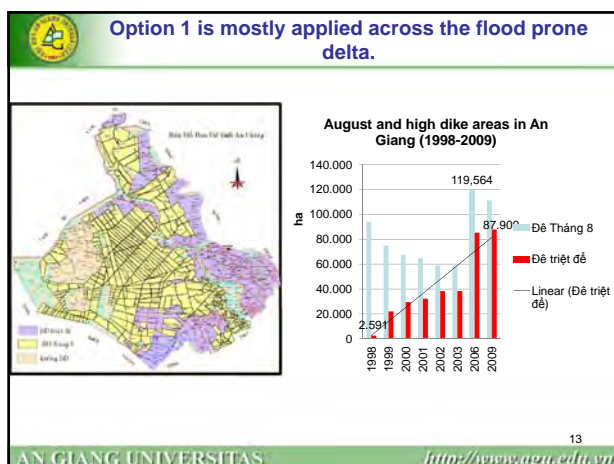 Option 1 is mostly applied across the flood prone
delta.
August and high dike areas in An
Giang (1998-2009)
140.000
120.000
100.000
80.000
60.000
40.000
20.000
0
ha
119,564
87.90
2.591
1998
1999
2000
2001
2002
2003
2006
2009
Đê Tháng 8
Đê triệt để
Linear (Đê triệt
để)
13
AN GIANG UNIVERSITAS
http://www.agu.edu.vn